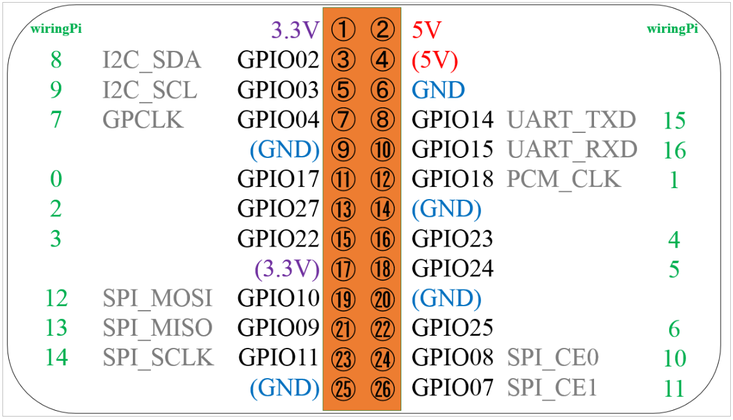 3.3V ① ② 5V
wiringPi wiringPi
8 I2C_SDA GPIO02 ③ ④ (5V)
9 I2C_SCL GPIO03 ⑤ ⑥ GND
7 GPCLK GPIO04 ⑦ ⑧ GPIO14 UART_TXD 15
(GND) ⑨ ⑩ GPIO15 UART_RXD 16
0 GPIO17 ⑪ ⑫ GPIO18 PCM_CLK 1
2 GPIO27 ⑬ ⑭ (GND)
3 GPIO22 ⑮ ⑯ GPIO23 4
(3.3V) ⑰ ⑱ GPIO24 5
12 SPI_MOSI GPIO10 ⑲ ⑳ (GND)
13 SPI_MISO GPIO09 ㉑ ㉒ GPIO25 6
14 SPI_SCLK GPIO11 ㉓ ㉔ GPIO08 SPI_CE0 10
(GND) ㉕ ㉖ GPIO07 SPI_CE1 11